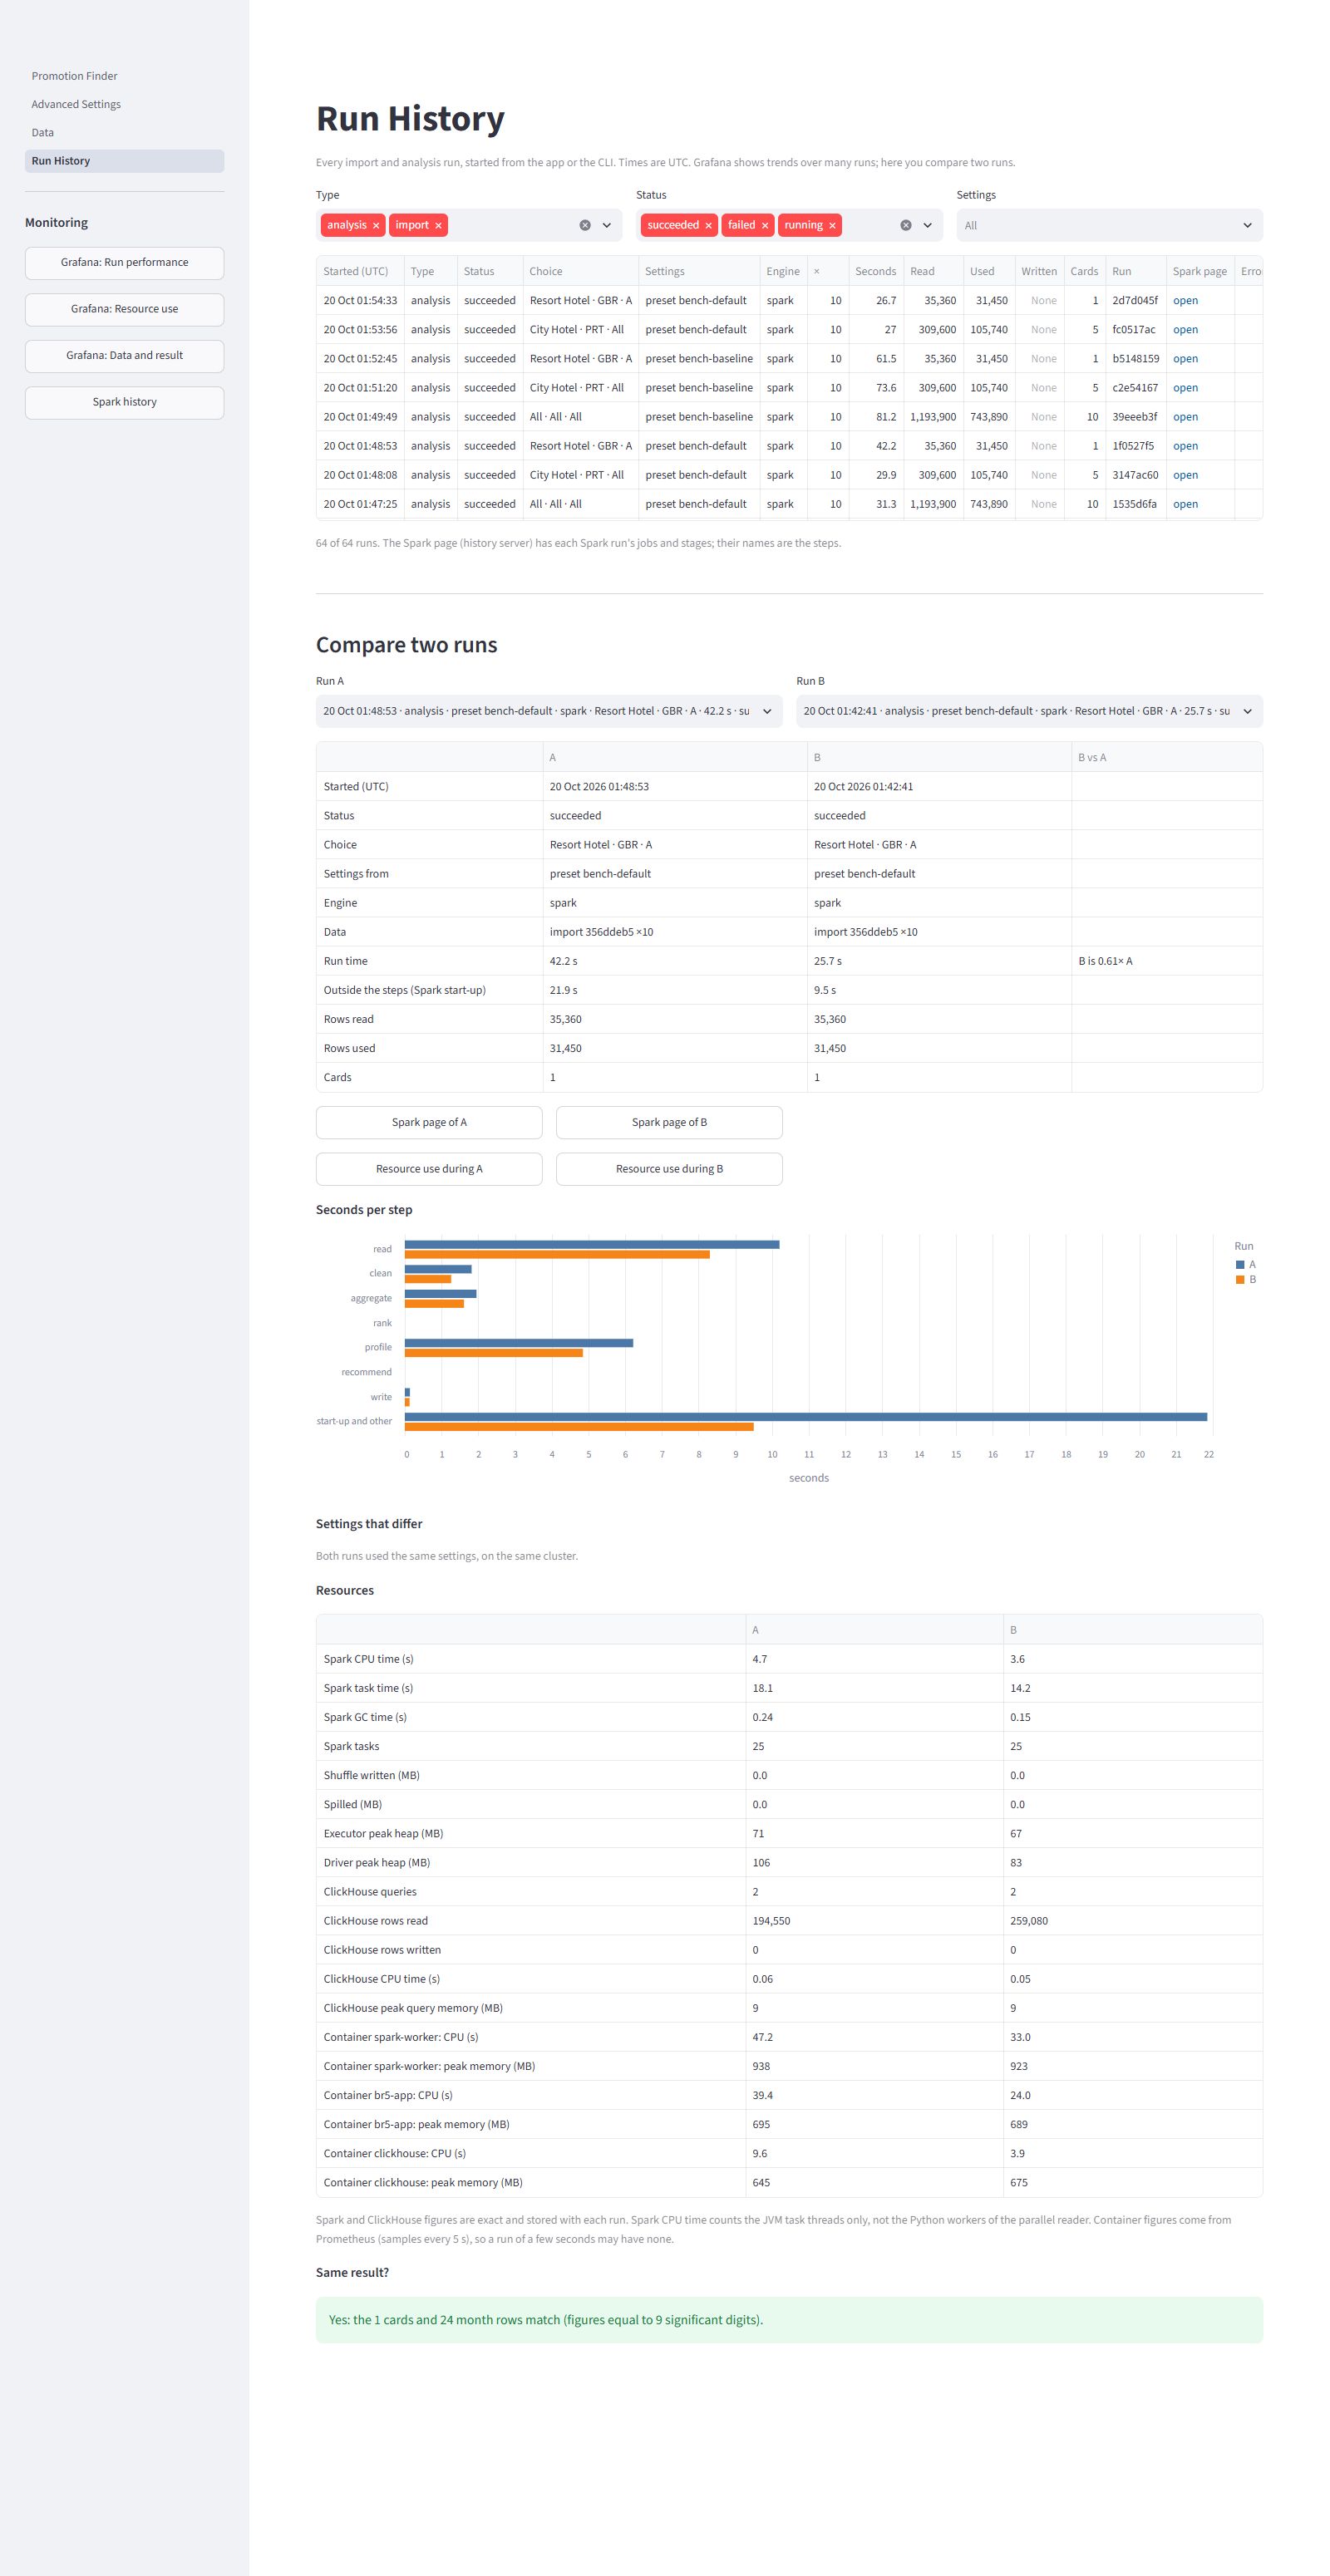 Promotion Finder
Advanced Settings
Data
Run History
Monitoring
Grafana: Run performance
Grafana: Resource use
Grafana: Data and result
Spark history
Run History
Every import and analysis run, started from the app or the CLI. Times are UTC. Grafana shows trends over many runs; here you compare two runs.
Type Status Settings
analysis × import × succeeded × failed × running × All
Started (UTC) Type Status Choice Settings Engine × Seconds Read Used Written Cards Run Spark page Erro
20 Oct 01:54:33 analysis succeeded Resort Hotel · GBR · A preset bench-default spark 10 26.7 35,360 31,450 None 1 2d7d045f open
20 Oct 01:53:56 analysis succeeded City Hotel · PRT · All preset bench-default spark 10 27 309,600 105,740 None 5 fc0517ac open
20 Oct 01:52:45 analysis succeeded Resort Hotel · GBR · A preset bench-baseline spark 10 61.5 35,360 31,450 None 1 b5148159 open
20 Oct 01:51:20 analysis succeeded City Hotel · PRT · All preset bench-baseline spark 10 73.6 309,600 105,740 None 5 c2e54167 open
20 Oct 01:49:49 analysis succeeded All · All · All preset bench-baseline spark 10 81.2 1,193,900 743,890 None 10 39eeeb3f open
20 Oct 01:48:53 analysis succeeded Resort Hotel · GBR · A preset bench-default spark 10 42.2 35,360 31,450 None 1 1f0527f5 open
20 Oct 01:48:08 analysis succeeded City Hotel · PRT · All preset bench-default spark 10 29.9 309,600 105,740 None 5 3147ac60 open
20 Oct 01:47:25 analysis succeeded All · All · All preset bench-default spark 10 31.3 1,193,900 743,890 None 10 1535d6fa open
64 of 64 runs. The Spark page (history server) has each Spark run's jobs and stages; their names are the steps.
Compare two runs
Run A Run B
20 Oct 01:48:53 · analysis · preset bench-default · spark · Resort Hotel · GBR · A · 42.2 s · su 20 Oct 01:42:41 · analysis · preset bench-default · spark · Resort Hotel · GBR · A · 25.7 s · su
A B B vs A
Started (UTC) 20 Oct 2026 01:48:53 20 Oct 2026 01:42:41
Status succeeded succeeded
Choice Resort Hotel · GBR · A Resort Hotel · GBR · A
Settings from preset bench-default preset bench-default
Engine spark spark
Data import 356ddeb5 ×10 import 356ddeb5 ×10
Run time 42.2 s 25.7 s B is 0.61× A
Outside the steps (Spark start-up) 21.9 s 9.5 s
Rows read 35,360 35,360
Rows used 31,450 31,450
Cards 1 1
Spark page of A Spark page of B
Resource use during A Resource use during B
Seconds per step
Run
A
B
read
clean
aggregate
rank
profile
recommend
write
start-up and other
0 1 2 3 4 5 6 7 8 9 10 11 12 13 14 15 16 17 18 19 20 21 22
seconds
Settings that differ
Both runs used the same settings, on the same cluster.
Resources
A B
Spark CPU time (s) 4.7 3.6
Spark task time (s) 18.1 14.2
Spark GC time (s) 0.24 0.15
Spark tasks 25 25
Shuffle written (MB) 0.0 0.0
Spilled (MB) 0.0 0.0
Executor peak heap (MB) 71 67
Driver peak heap (MB) 106 83
ClickHouse queries 2 2
ClickHouse rows read 194,550 259,080
ClickHouse rows written 0 0
ClickHouse CPU time (s) 0.06 0.05
ClickHouse peak query memory (MB) 9 9
Container spark-worker: CPU (s) 47.2 33.0
Container spark-worker: peak memory (MB) 938 923
Container br5-app: CPU (s) 39.4 24.0
Container br5-app: peak memory (MB) 695 689
Container clickhouse: CPU (s) 9.6 3.9
Container clickhouse: peak memory (MB) 645 675
Spark and ClickHouse figures are exact and stored with each run. Spark CPU time counts the JVM task threads only, not the Python workers of the parallel reader. Container figures come from
Prometheus (samples every 5 s), so a run of a few seconds may have none.
Same result?
Yes: the 1 cards and 24 month rows match (figures equal to 9 significant digits).